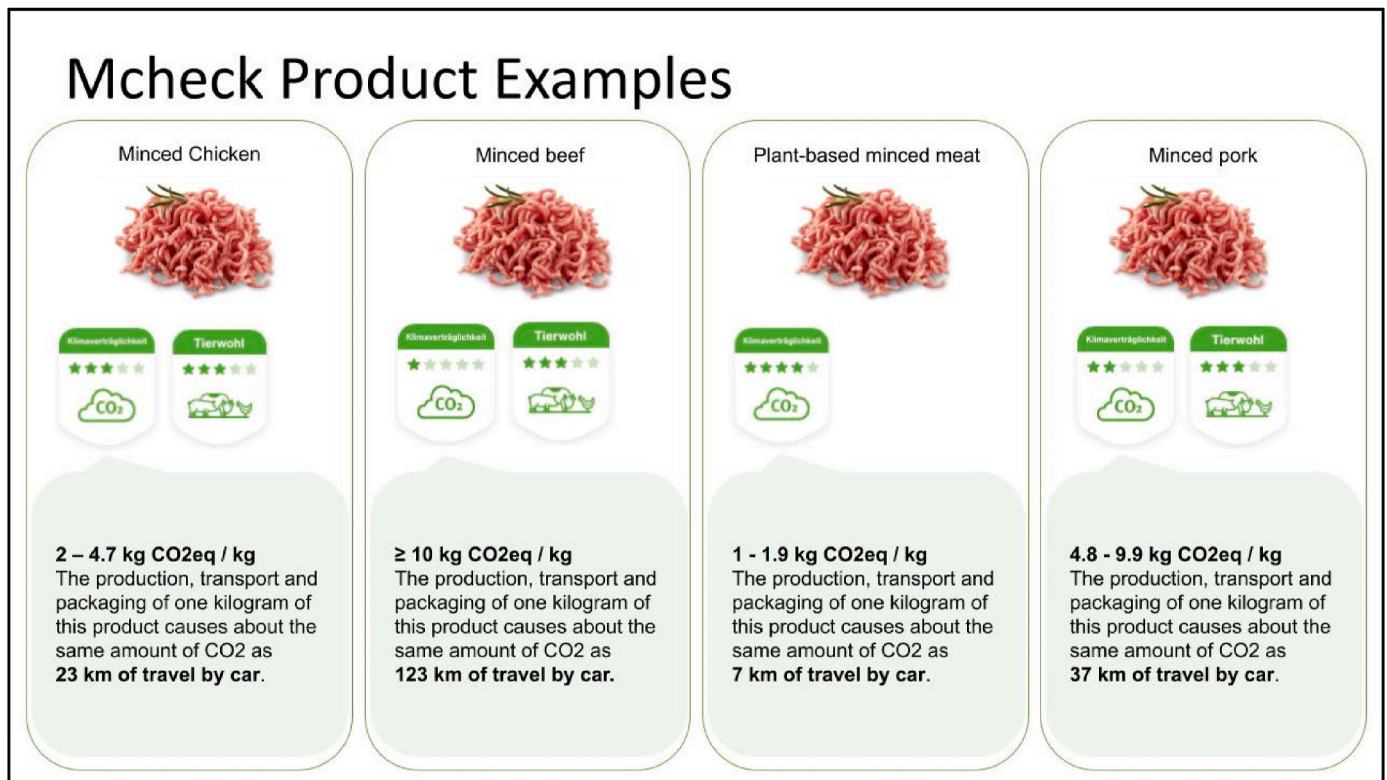 Mcheck Product Examples
Minced Chicken
Klimaverträglichkeit
Tierwohl
CO₂
2 – 4.7 kg CO2eq / kg
The production, transport and
packaging of one kilogram of
this product causes about the
same amount of CO2 as
23 km of travel by car.
Minced beef
Klimaverträglichkeit
Tierwohl
CO₂
≥ 10 kg CO2eq / kg
The production, transport and
packaging of one kilogram of
this product causes about the
same amount of CO2 as
123 km of travel by car.
Plant-based minced meat
Klimaverträglichkeit
CO₂
1 - 1.9 kg CO2eq / kg
The production, transport and
packaging of one kilogram of
this product causes about the
same amount of CO2 as
7 km of travel by car.
Minced pork
Klimaverträglichkeit
Tierwohl
CO₂
4.8 - 9.9 kg CO2eq / kg
The production, transport and
packaging of one kilogram of
this product causes about the
same amount of CO2 as
37 km of travel by car.